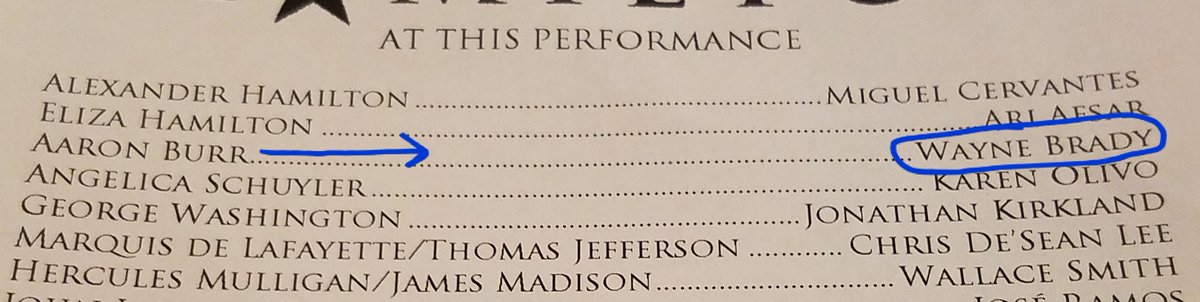 AT THIS PERFORMANCE
ALEXANDER HAMILTON........................................MIGUEL CERVANTES
ELIZA HAMILTON........................................ARI AFSAR
AARON BURR........................................WAYNE BRADY
ANGELICA SCHUYLER........................................KAREN OLIVO
GEORGE WASHINGTON........................................JONATHAN KIRKLAND
MARQUIS DE LAFAYETTE/THOMAS JEFFERSON............CHRIS DE'SEAN LEE
HERCULES MULLIGAN/JAMES MADISON..............................WALLACE SMITH
JOSÉ RAMOS